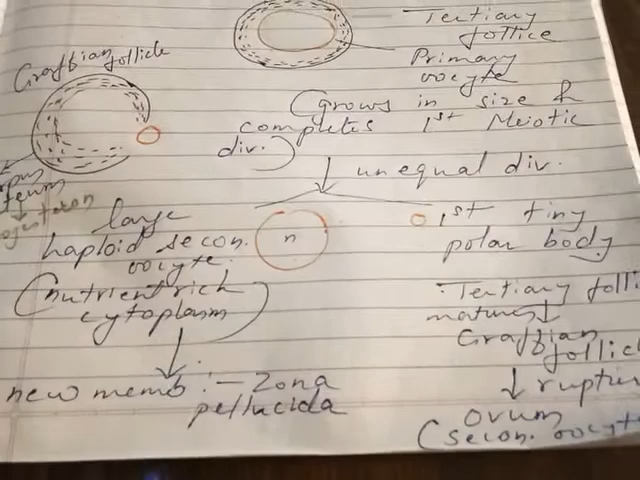 Tertiary
follice
Primary
oocyte
Graffian follicle
(grows in size &
completes 1st Meiotic
div.)
unequal div.
large
haploid secon.
oocyte.
n
1st tiny
polar body
(nutrient rich
cytoplasm)
new memb :- Zona
pellucida
Tertiary folli
matures
Graffian
follicl
ruptur
Ovum
(secon. oocyte